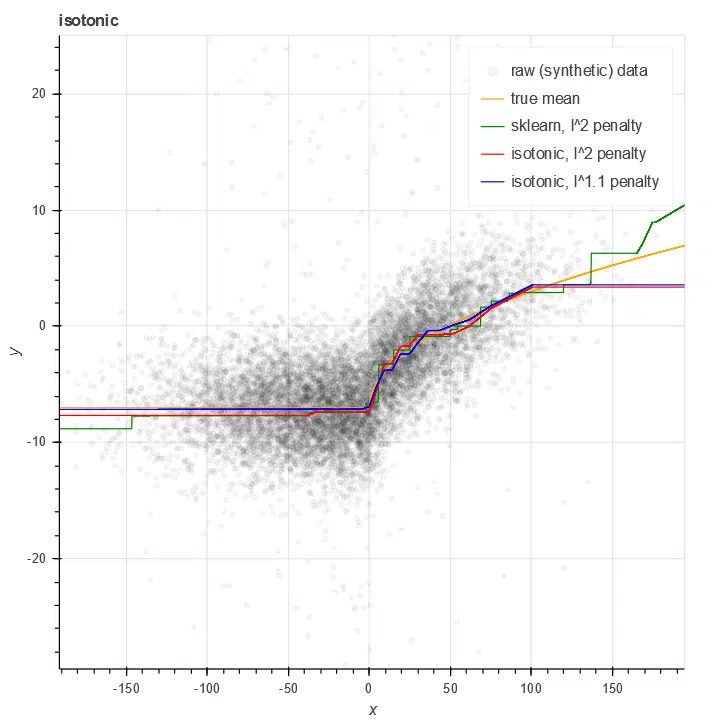 isotonic
raw (synthetic) data
true mean
sklearn, l^2 penalty
isotonic, l^2 penalty
isotonic, l^1.1 penalty
20
10
0
-10
-20
y
-150
-100
-50
0
50
100
150
x